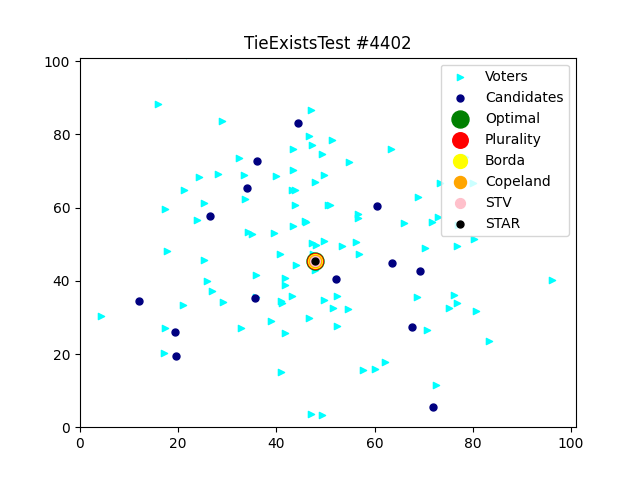 TieExistsTest #4402
100
80
60
40
20
0
0 20 40 60 80 100
Voters
Candidates
Optimal
Plurality
Borda
Copeland
STV
STAR